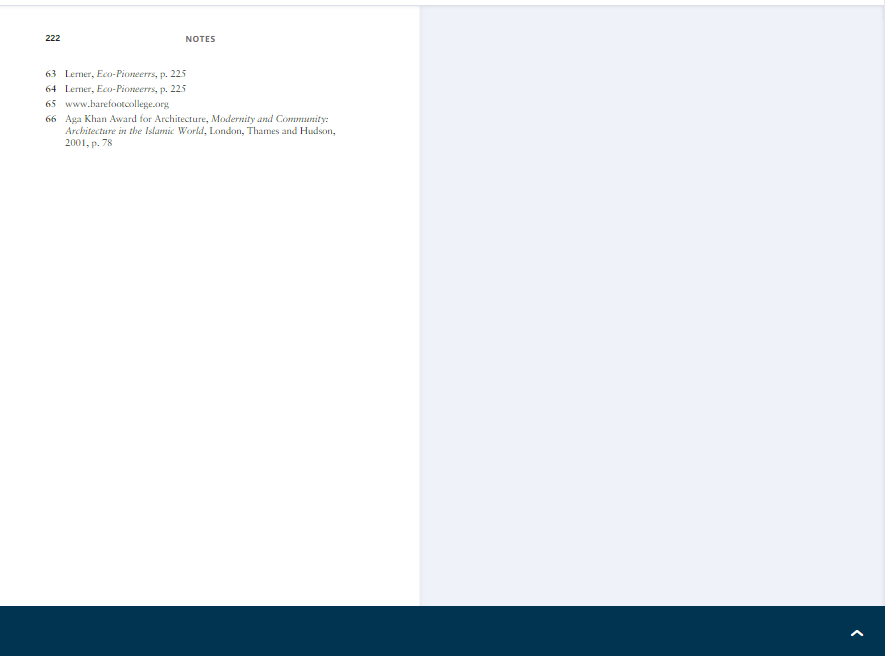 222
NOTES
63 Lerner, Eco-Pioneerrs, p. 225
64 Lerner, Eco-Pioneerrs, p. 225
65 www.barefootcollege.org
66 Aga Khan Award for Architecture, Modernity and Community:
Architecture in the Islamic World, London, Thames and Hudson,
2001, p. 78